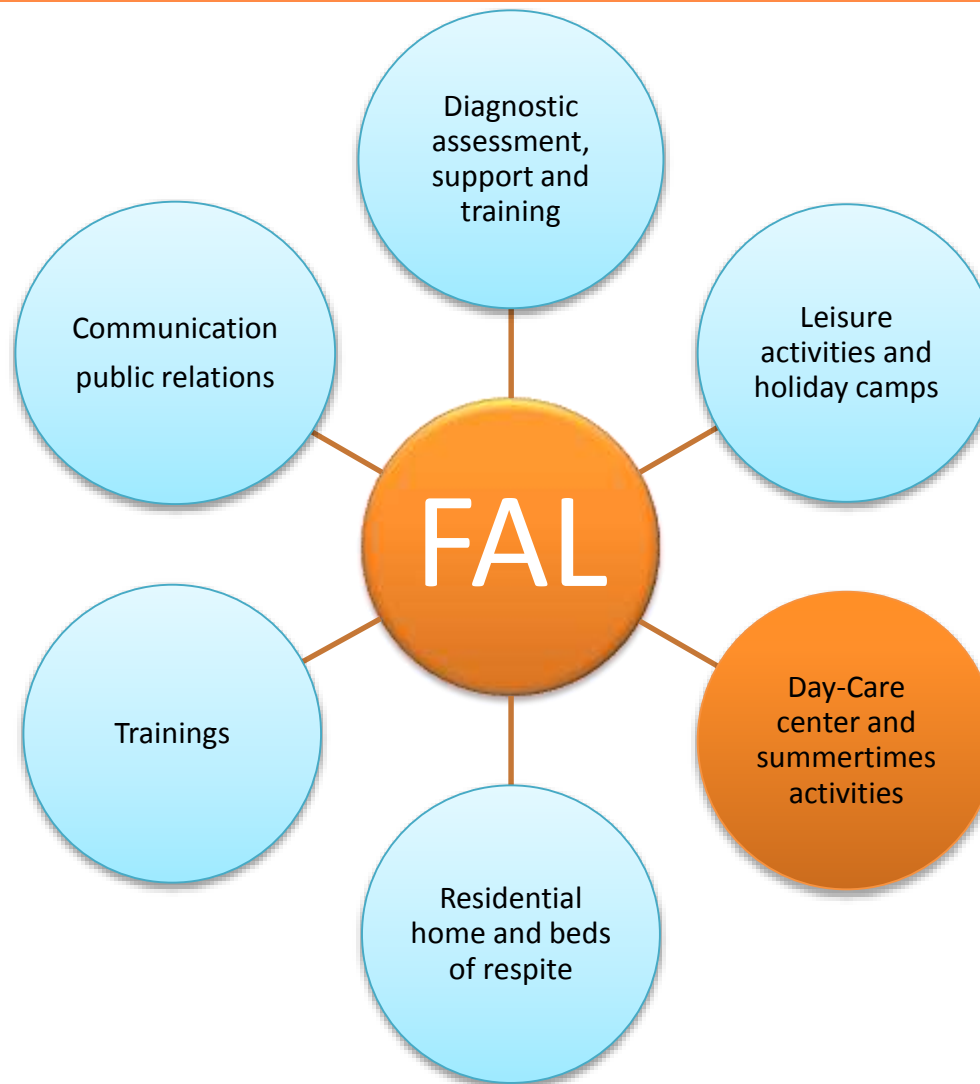 Diagnostic
assessment,
support and
training
Communication
public relations
Leisure
activities and
holiday camps
FAL
Trainings
Day-Care
center and
summertimes
activities
Residential
home and beds
of respite